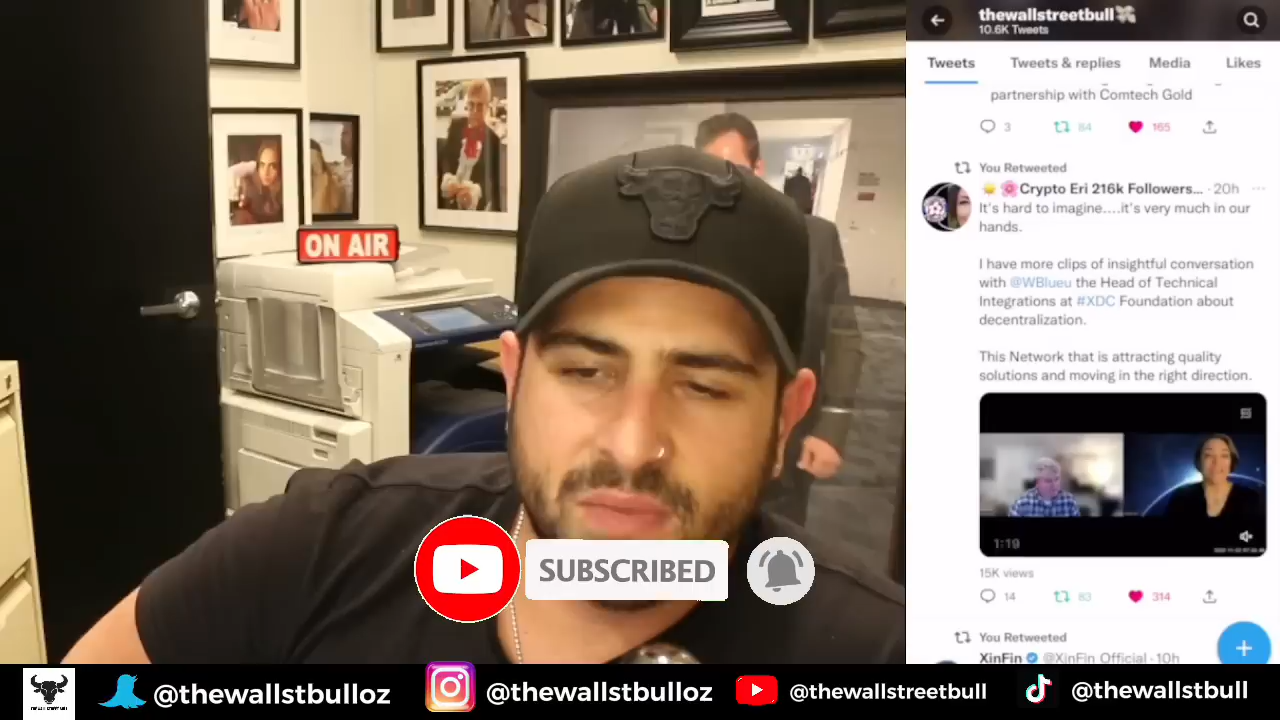 ON AIR
SUBSCRIBED
thewallstreetbull
10.6K Tweets
Tweets
Tweets & replies
Media
Likes
partnership with Comtech Gold
3
84
165
You Retweeted
Crypto Eri 216k Followers... · 20h
It's hard to imagine....it's very much in our
hands.
I have more clips of insightful conversation
with @WBlueu the Head of Technical
Integrations at #XDC Foundation about
decentralization.
This Network that is attracting quality
solutions and moving in the right direction.
1:19
15K views
14
83
314
You Retweeted
XinFin @XinFin_Official · 10h
@thewallstbulloz
@thewallstbulloz
@thewallstreetbull
@thewallstbull